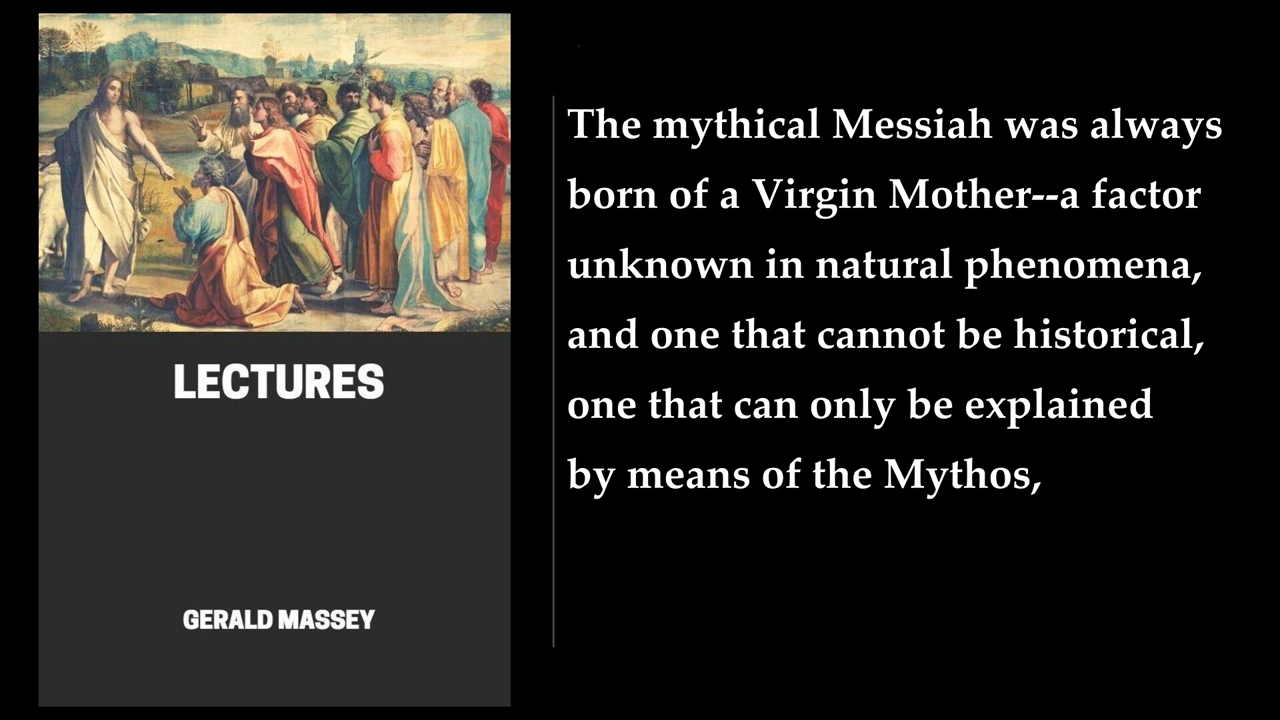 LECTURES
GERALD MASSEY
The mythical Messiah was always
born of a Virgin Mother--a factor
unknown in natural phenomena,
and one that cannot be historical,
one that can only be explained
by means of the Mythos,